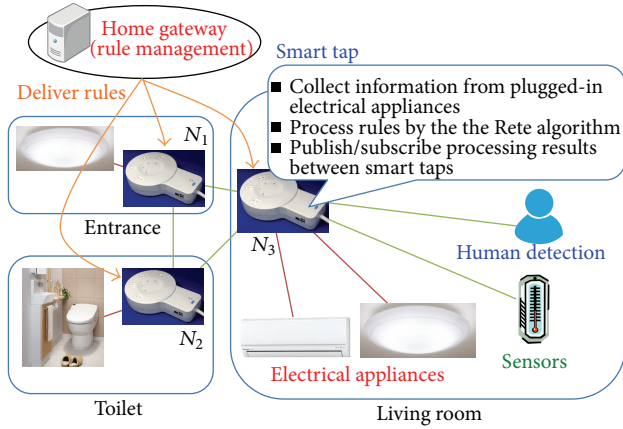 Home gateway
(rule management)
Smart tap
Deliver rules
■ Collect information from plugged-in
electrical appliances
■ Process rules by the the Rete algorithm
■ Publish/subscribe processing results
between smart taps
N1
Entrance
N3
Human detection
N2
Sensors
Electrical appliances
Toilet
Living room